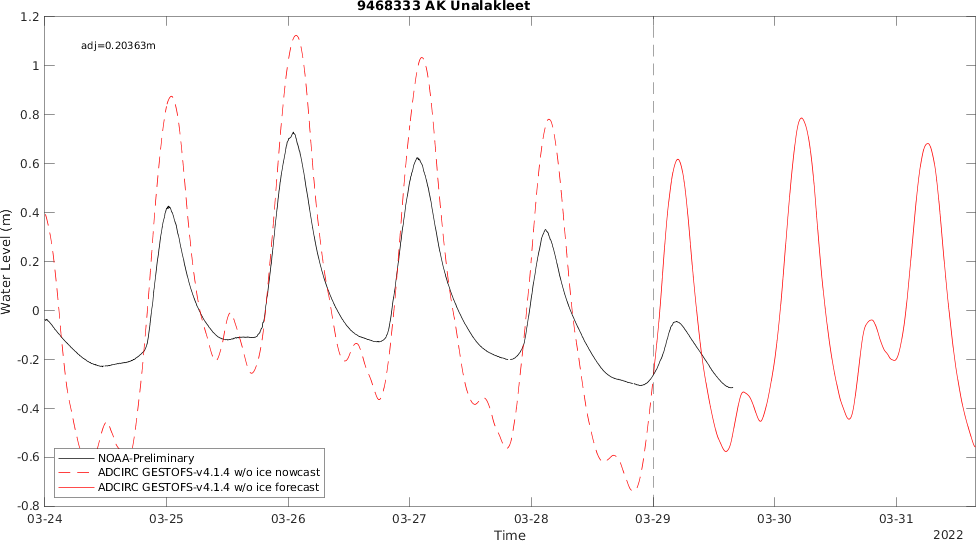 9468333 AK Unalakleet
adj=0.20363m
1.2
1
0.8
0.6
0.4
0.2
0
-0.2
-0.4
-0.6
-0.8
Water Level (m)
NOAA-Preliminary
ADCIRC GESTOFS-v4.1.4 w/o ice nowcast
ADCIRC GESTOFS-v4.1.4 w/o ice forecast
03-24 03-25 03-26 03-27 03-28 03-29 03-30 03-31
Time
2022